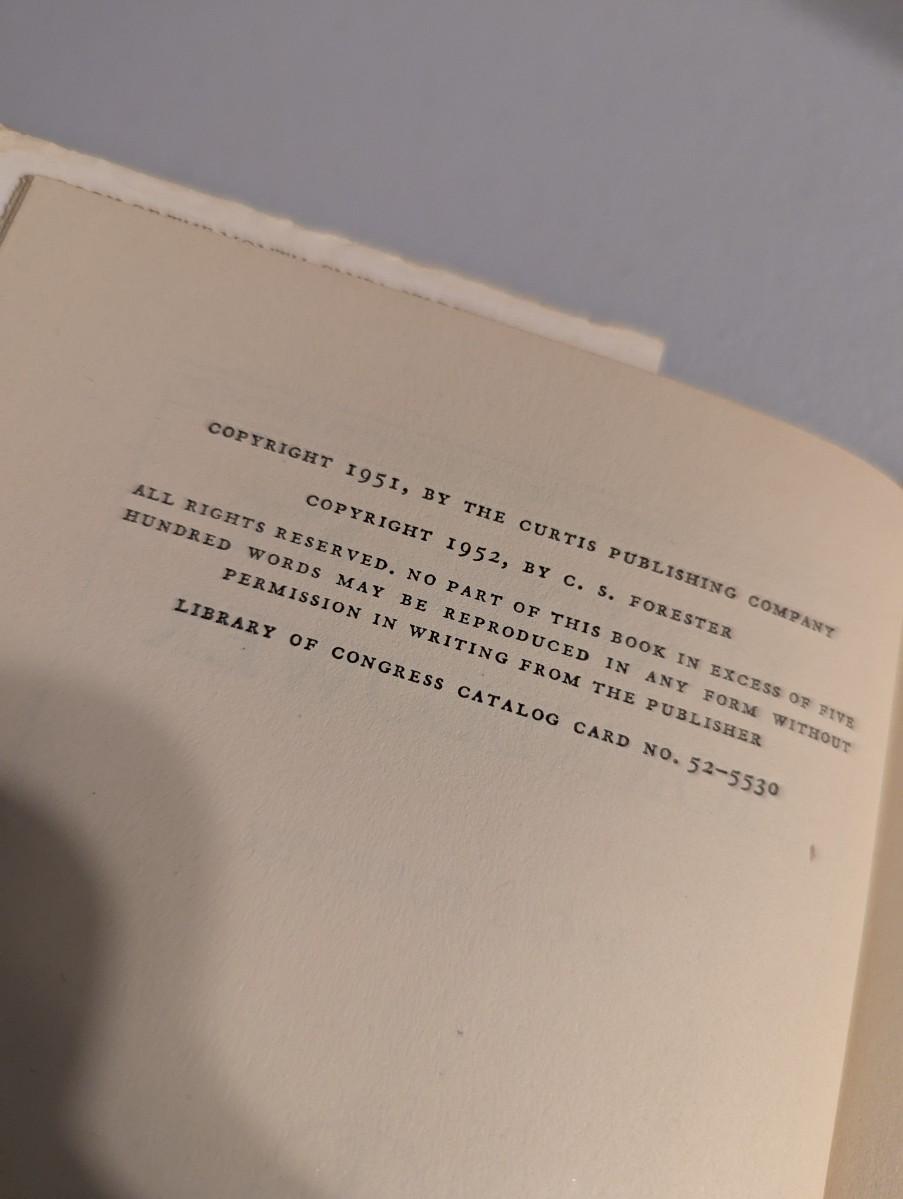 COPYRIGHT 1951, BY THE CURTIS PUBLISHING COMPANY
COPYRIGHT 1952, BY C. S. FORESTER
ALL RIGHTS RESERVED. NO PART OF THIS BOOK IN EXCESS OF FIVE
HUNDRED WORDS MAY BE REPRODUCED IN ANY FORM WITHOUT
PERMISSION IN WRITING FROM THE PUBLISHER
LIBRARY OF CONGRESS CATALOG CARD NO. 52-5530